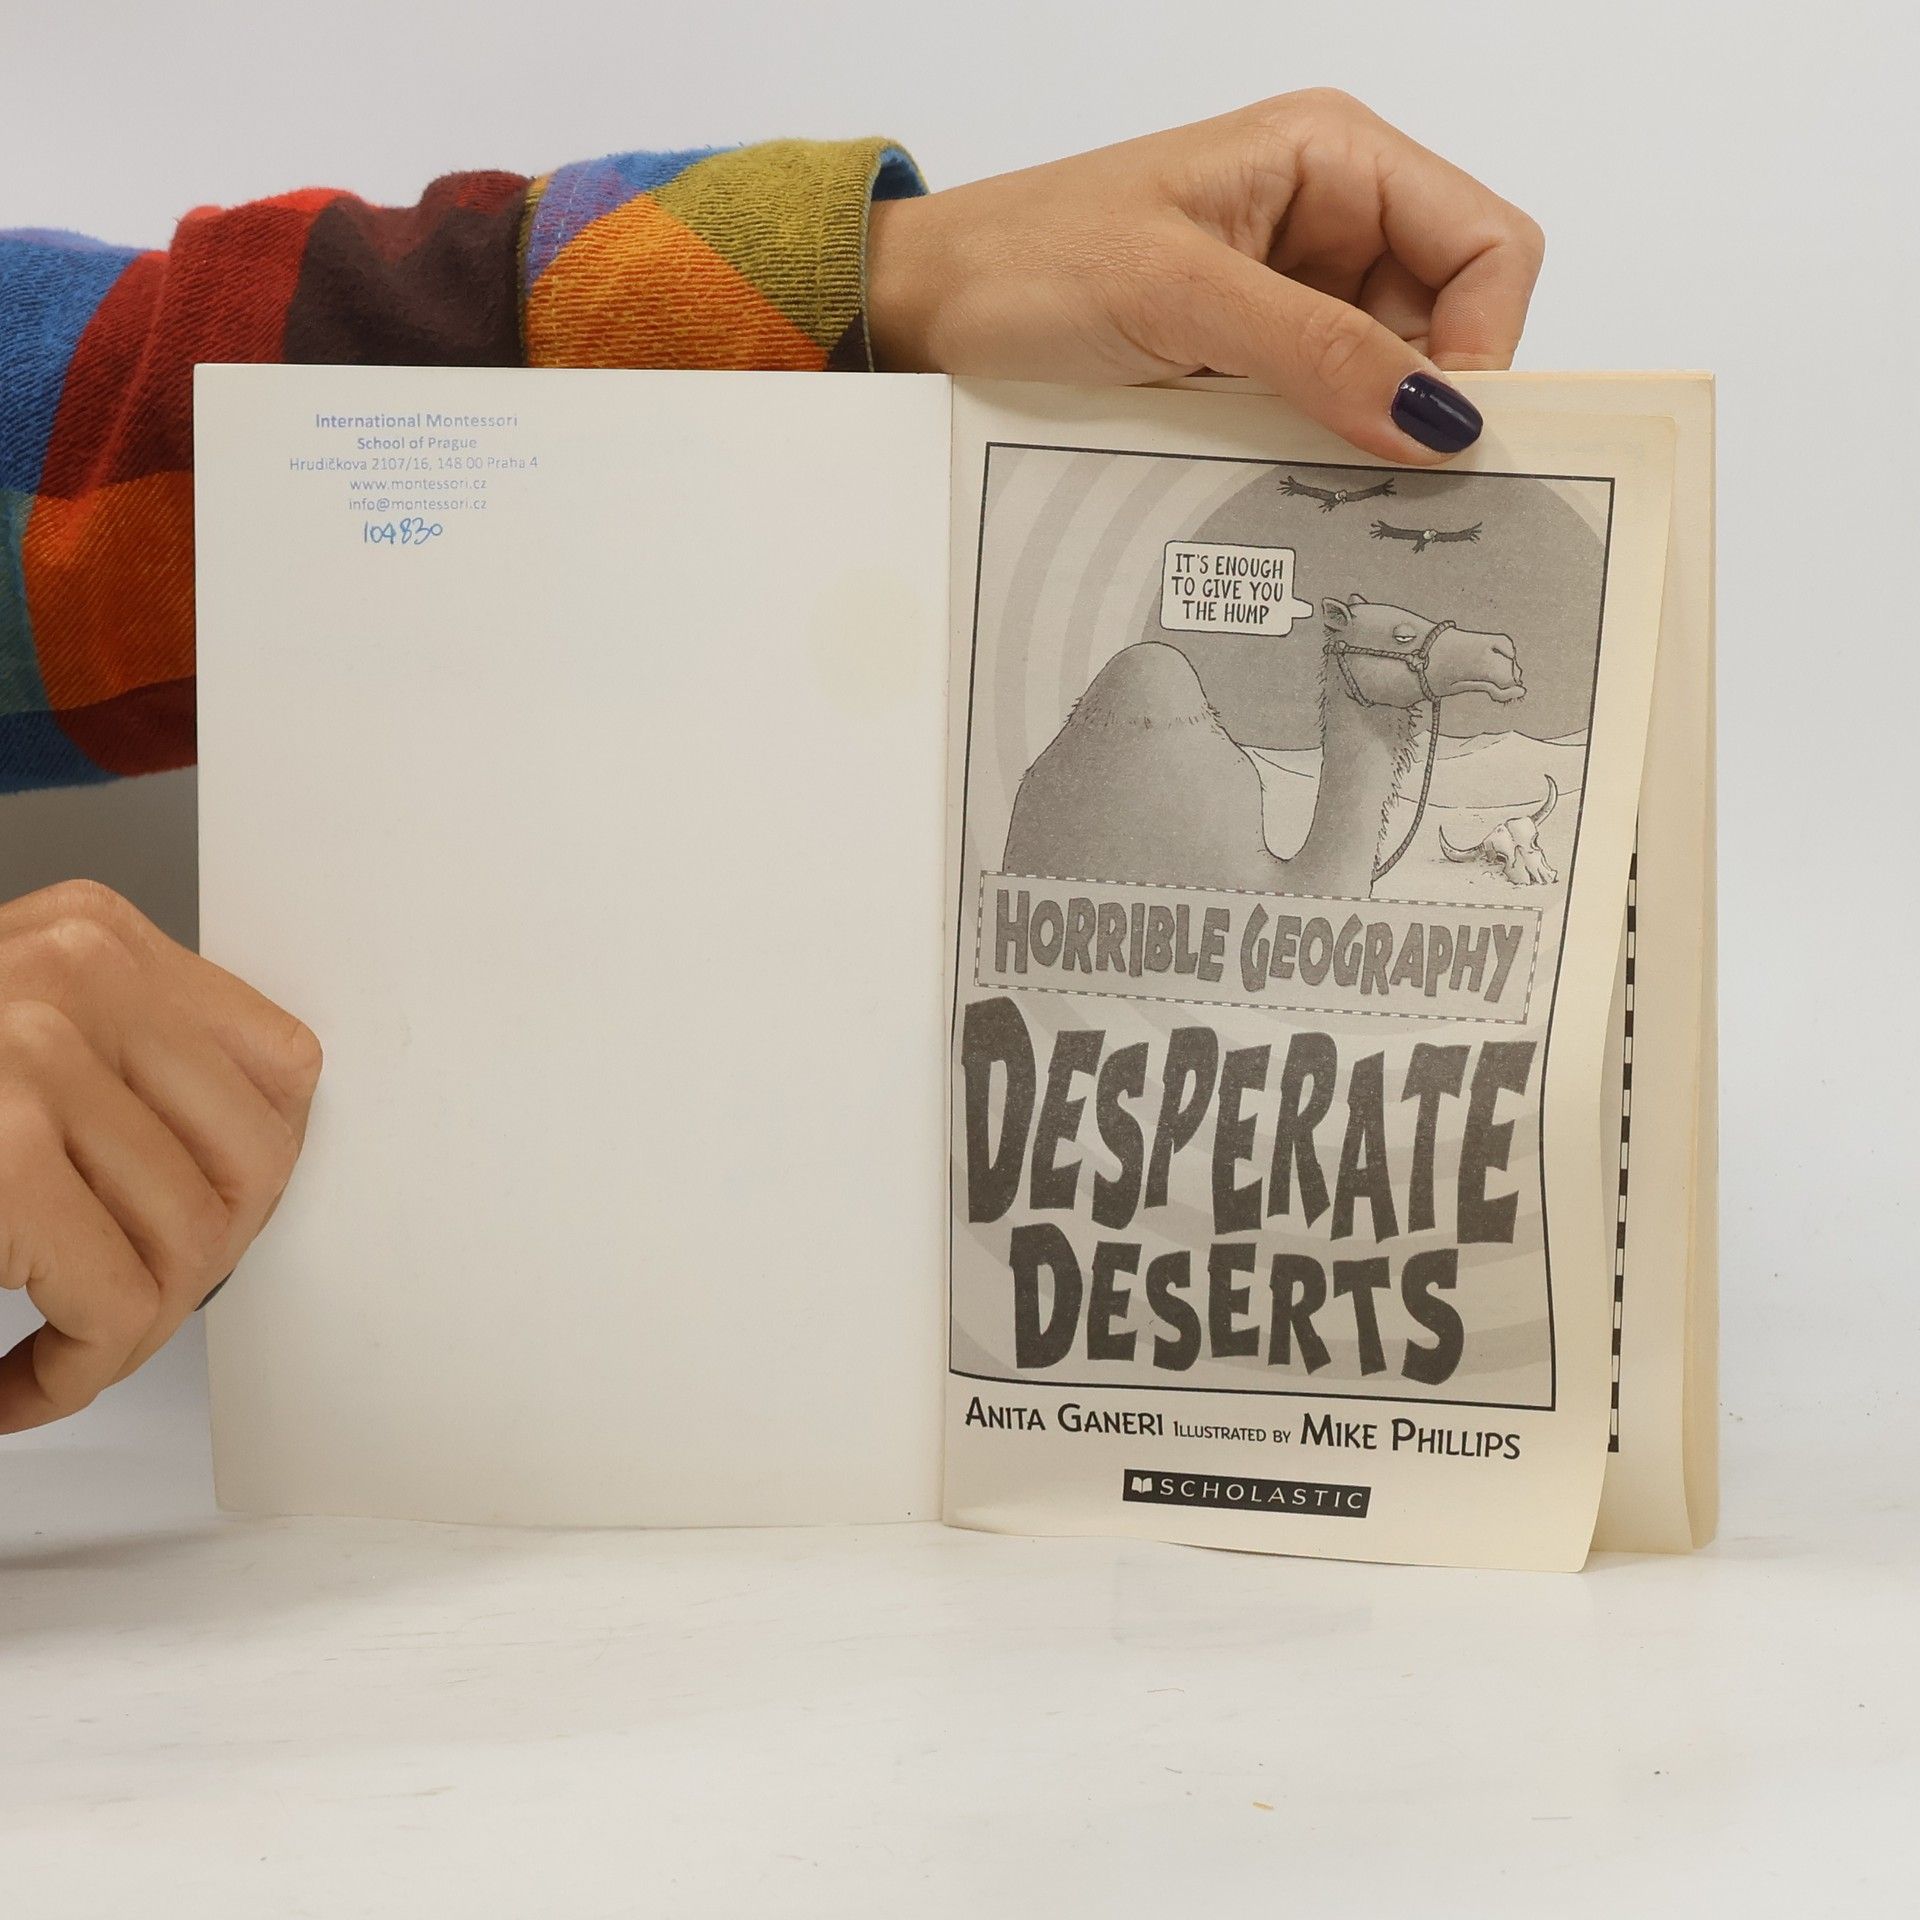 International Montessori
School of Prague
Hrudičkova 2107/16, 148 00 Praha 4
www.montessori.cz
info@montessori.cz
104830
IT'S ENOUGH
TO GIVE YOU
THE HUMP
HORRIBLE GEOGRAPHY
DESPERATE
DESERTS
ANITA GANERI ILLUSTRATED BY MIKE PHILLIPS
SCHOLASTIC